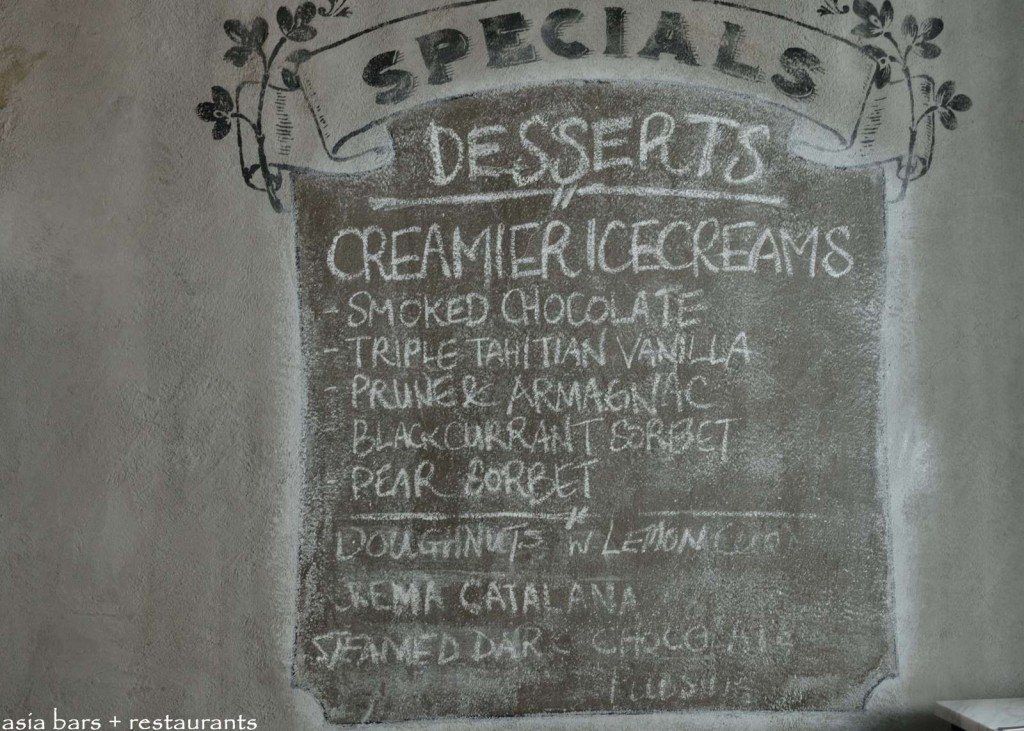 SPECIALS
DESSERTS
CREAMIER ICECREAMS
- SMOKED CHOCOLATE
- TRIPLE TAHITIAN VANILLA
- PRUNE & ARMAGNAC
- BLACKCURRANT SORBET
- PEAR SORBET
DOUGHNUTS W LEMON
KREMA CATALANA
STEAMED DARK CHOCOLATE
asia bars + restaurants